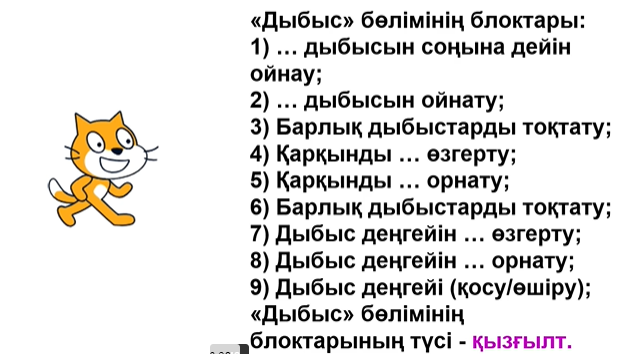 «Дыбыс» бөлімінің блоктары:
1) … дыбысын соңына дейін
ойнау;
2) … дыбысын ойнату;
3) Барлық дыбыстарды тоқтату;
4) Қарқынды … өзгерту;
5) Қарқынды … орнату;
6) Барлық дыбыстарды тоқтату;
7) Дыбыс деңгейін … өзгерту;
8) Дыбыс деңгейін … орнату;
9) Дыбыс деңгейі (қосу/өшіру);
«Дыбыс» бөлімінің
блоктарының түсі - қызғылт.